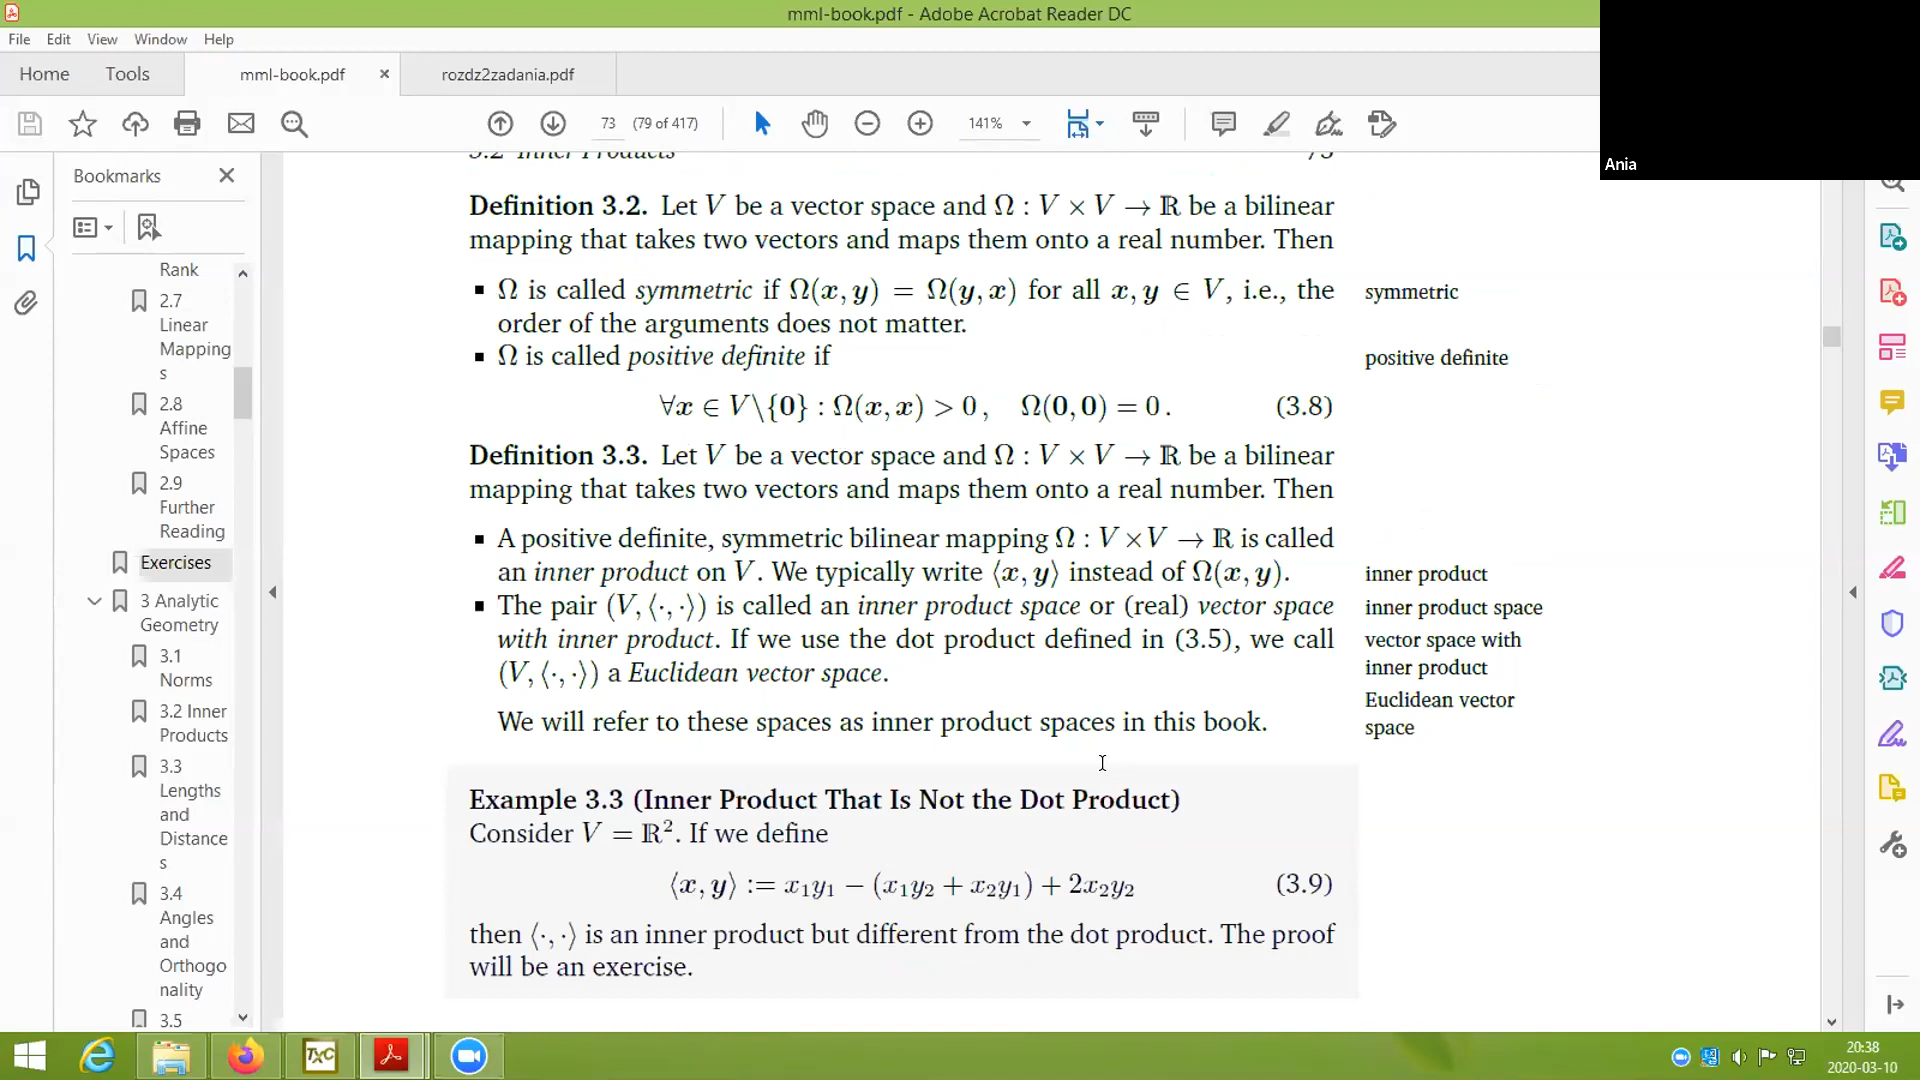 mml-book.pdf - Adobe Acrobat Reader DC
File Edit View Window Help
Home Tools mml-book.pdf × rozdz2zadania.pdf
73 (79 of 417) 141%
Ania
Bookmarks
Rank
2.7
Linear
Mapping
s
2.8
Affine
Spaces
2.9
Further
Reading
Exercises
3 Analytic
Geometry
3.1
Norms
3.2 Inner
Products
3.3
Lengths
and
Distance
s
3.4
Angles
and
Orthogo
nality
3.5
3.2 Inner Products 73
Definition 3.2. Let V be a vector space and Ω : V × V → ℝ be a bilinear
mapping that takes two vectors and maps them onto a real number. Then
▪ Ω is called symmetric if Ω(x, y) = Ω(y, x) for all x, y ∈ V, i.e., the
symmetric
order of the arguments does not matter.
▪ Ω is called positive definite if
positive definite
∀x ∈ V\{0} : Ω(x, x) > 0 , Ω(0, 0) = 0 . (3.8)
Definition 3.3. Let V be a vector space and Ω : V × V → ℝ be a bilinear
mapping that takes two vectors and maps them onto a real number. Then
▪ A positive definite, symmetric bilinear mapping Ω : V ×V → ℝ is called
an inner product on V. We typically write ⟨x, y⟩ instead of Ω(x, y).
inner product
▪ The pair (V, ⟨·, ·⟩) is called an inner product space or (real) vector space
inner product space
with inner product. If we use the dot product defined in (3.5), we call
vector space with
inner product
(V, ⟨·, ·⟩) a Euclidean vector space.
Euclidean vector
space
We will refer to these spaces as inner product spaces in this book.
Example 3.3 (Inner Product That Is Not the Dot Product)
Consider V = ℝ². If we define
⟨x, y⟩ := x₁y₁ − (x₁y₂ + x₂y₁) + 2x₂y₂ (3.9)
then ⟨·, ·⟩ is an inner product but different from the dot product. The proof
will be an exercise.
TXC
20:38
2020-03-10